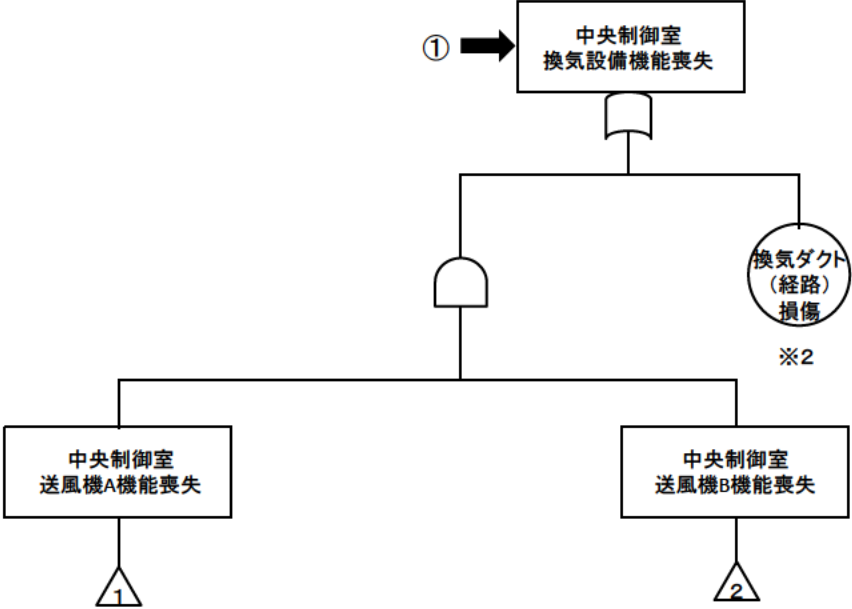 ①
中央制御室
換気設備機能喪失
換気ダクト
（経路）
損傷
※2
中央制御室
送風機A機能喪失
中央制御室
送風機B機能喪失
1
2